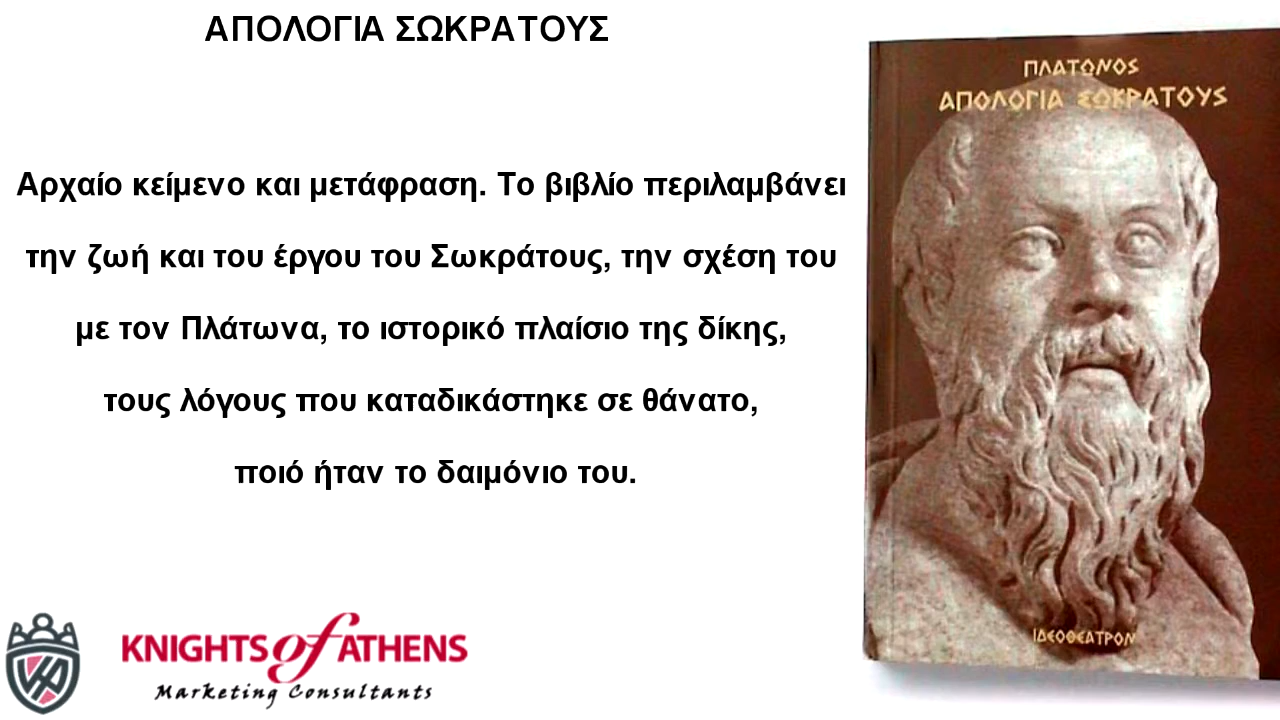 ΑΠΟΛΟΓΙΑ ΣΩΚΡΑΤΟΥΣ
Αρχαίο κείμενο και μετάφραση. Το βιβλίο περιλαμβάνει
την ζωή και του έργου του Σωκράτους, την σχέση του
με τον Πλάτωνα, το ιστορικό πλαίσιο της δίκης,
τους λόγους που καταδικάστηκε σε θάνατο,
ποιό ήταν το δαιμόνιο του.
ΠΛΑΤΩΝΟΣ
ΑΠΟΛΟΓΙΑ ΣΩΚΡΑΤΟΥΣ
ΙΔΕΟΘΕΑΤΡΟΝ
KNIGHTS of ATHENS
Marketing Consultants